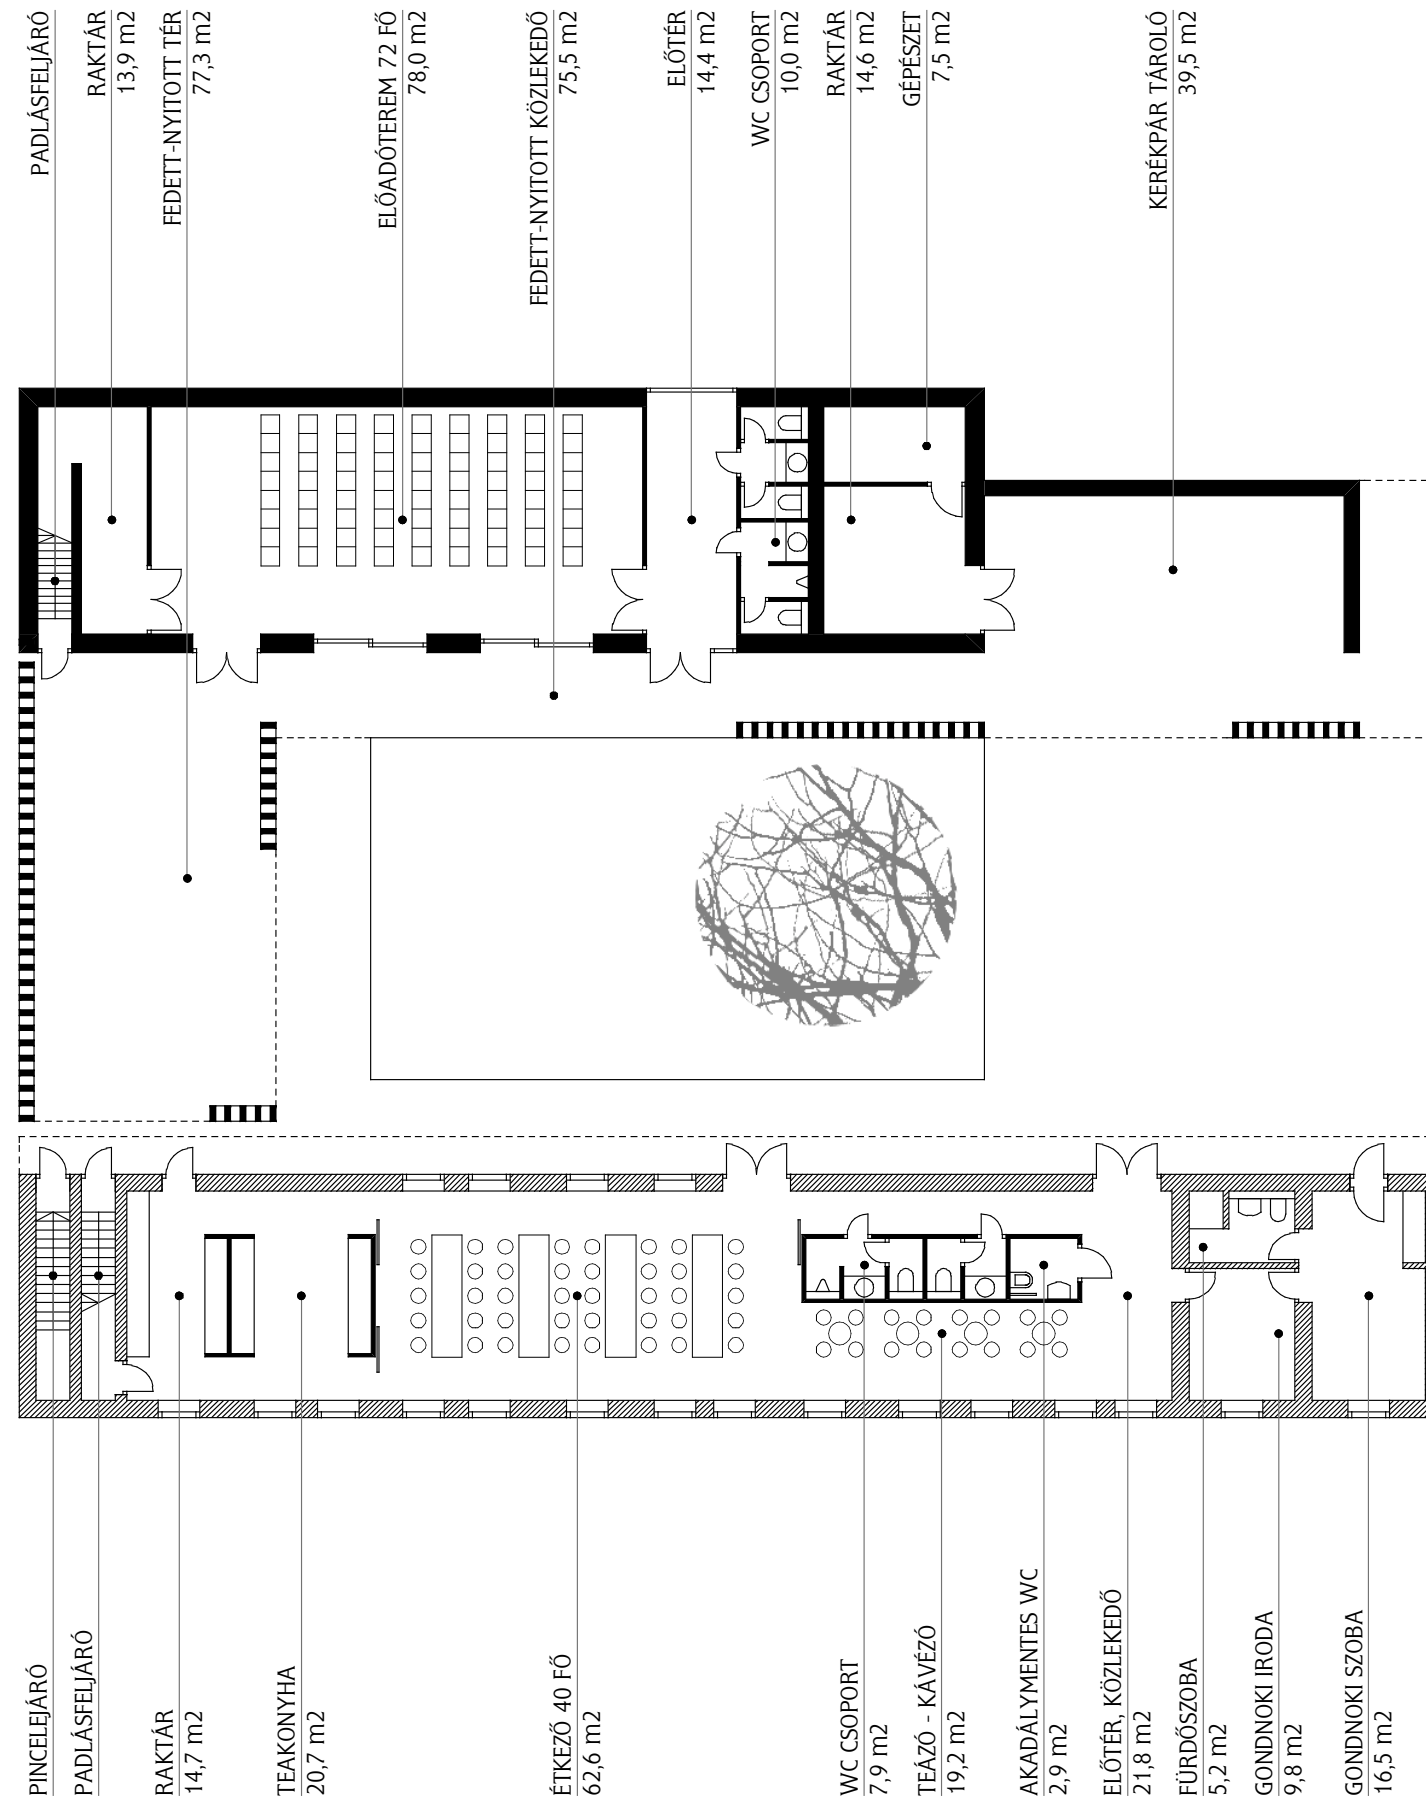 PADLÁSFELJÁRÓ
RAKTÁR
13,9 m2
FEDETT-NYITOTT TÉR
77,3 m2
ELŐADÓTEREM 72 FŐ
78,0 m2
FEDETT-NYITOTT KÖZLEKEDŐ
75,5 m2
ELŐTÉR
14,4 m2
WC CSOPORT
10,0 m2
RAKTÁR
14,6 m2
GÉPÉSZET
7,5 m2
KERÉKPÁR TÁROLÓ
39,5 m2
PINCELEJÁRÓ
PADLÁSFELJÁRÓ
RAKTÁR
14,7 m2
TEAKONYHA
20,7 m2
ÉTKEZŐ 40 FŐ
62,6 m2
WC CSOPORT
7,9 m2
TEÁZÓ - KÁVÉZÓ
19,2 m2
AKADÁLYMENTES WC
2,9 m2
ELŐTÉR, KÖZLEKEDŐ
21,8 m2
FÜRDŐSZOBA
5,2 m2
GONDNOKI IRODA
9,8 m2
GONDNOKI SZOBA
16,5 m2